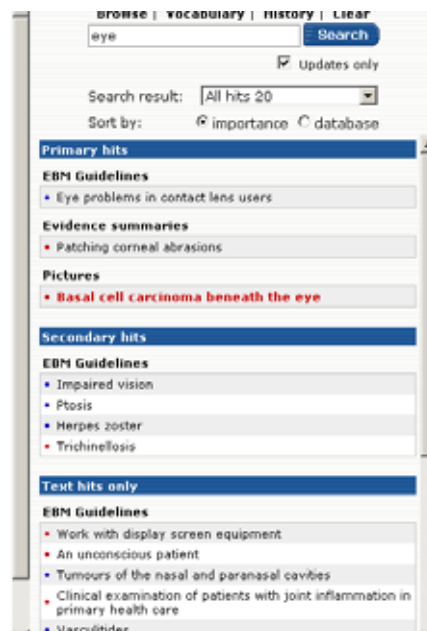 Browse | Vocabulary | History | Clear
eye Search
Updates only
Search result: All hits 20
Sort by: importance database
Primary hits
EBM Guidelines
• Eye problems in contact lens users
Evidence summaries
• Patching corneal abrasions
Pictures
• Basal cell carcinoma beneath the eye
Secondary hits
EBM Guidelines
• Impaired vision
• Ptosis
• Herpes zoster
• Trichinellosis
Text hits only
EBM Guidelines
• Work with display screen equipment
• An unconscious patient
• Tumours of the nasal and paranasal cavities
• Clinical examination of patients with joint inflammation in
primary health care
• Vasculitides